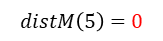 distM(5) = 0